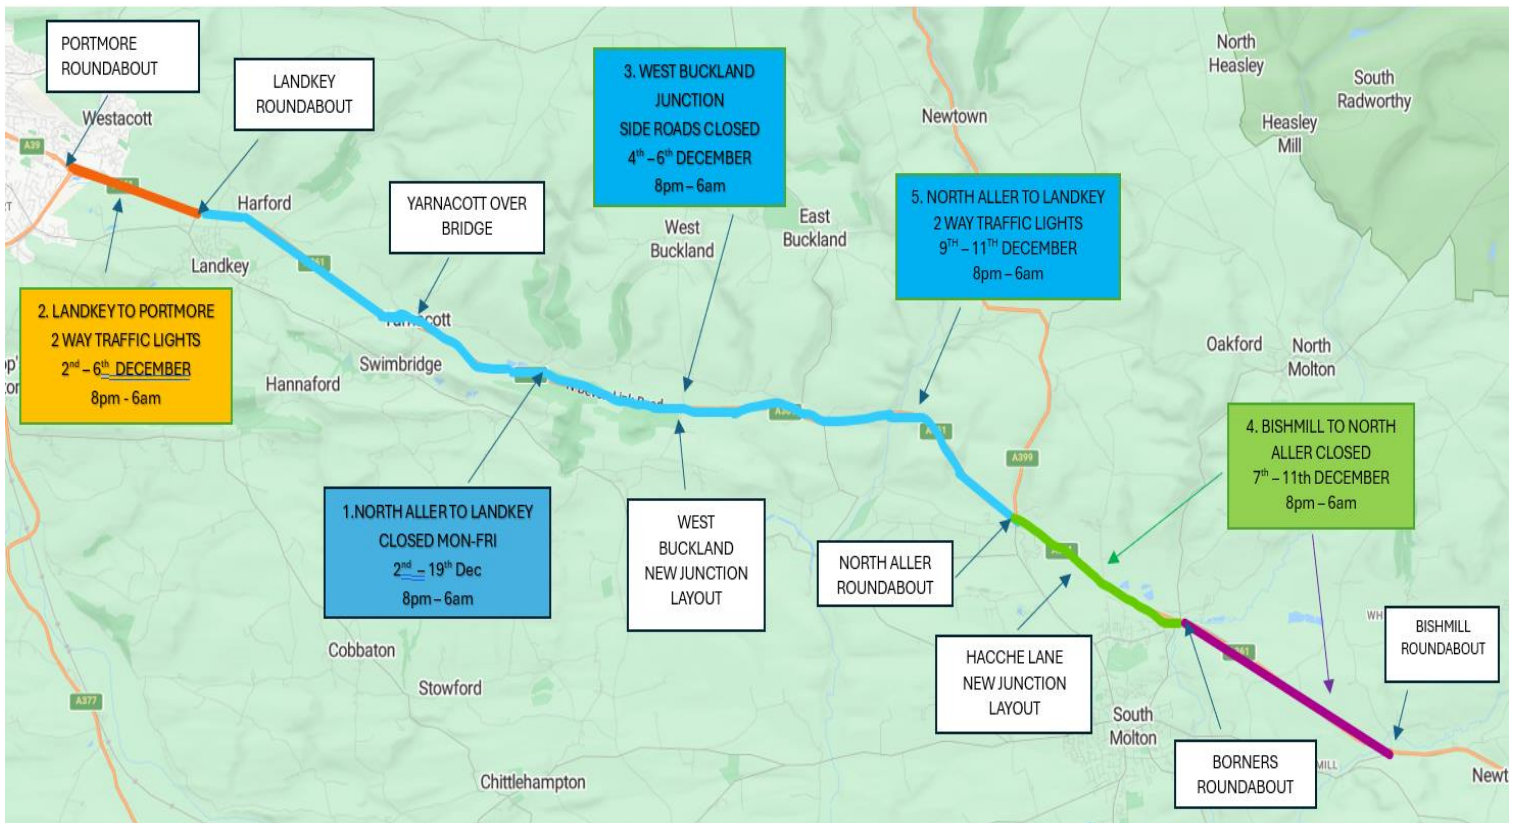 PORTMORE
ROUNDABOUT
LANDKEY
ROUNDABOUT
3. WEST BUCKLAND
JUNCTION
SIDE ROADS CLOSED
4th – 6th DECEMBER
8pm – 6am
North
Heasley
South
Radworthy
Heasley
Mill
Newtown
Westacott
A39
YARNACOTT OVER
BRIDGE
5. NORTH ALLER TO LANDKEY
2 WAY TRAFFIC LIGHTS
9TH – 11TH DECEMBER
8pm – 6am
Harford
West
Buckland
East
Buckland
Landkey
2. LANDKEY TO PORTMORE
2 WAY TRAFFIC LIGHTS
2nd – 6th DECEMBER
8pm - 6am
Yarnacott
Swimbridge
Hannaford
Oakford
North
Molton
4. BISHMILL TO NORTH
ALLER CLOSED
7th – 11th DECEMBER
8pm – 6am
A399
1.NORTH ALLER TO LANDKEY
CLOSED MON-FRI
2nd – 19th Dec
8pm – 6am
WEST
BUCKLAND
NEW JUNCTION
LAYOUT
NORTH ALLER
ROUNDABOUT
HACCHE LANE
NEW JUNCTION
LAYOUT
BISHMILL
ROUNDABOUT
WH
Cobbaton
Stowford
A377
South
Molton
BORNERS
ROUNDABOUT
MILL
Newt
Chittlehampton